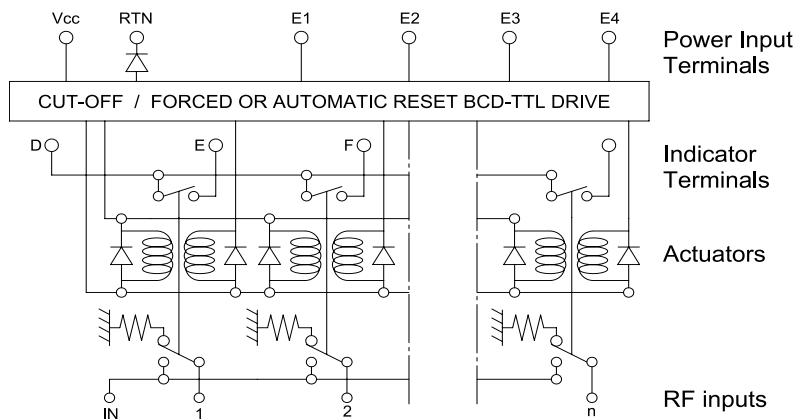 Vcc RTN E1 E2 E3 E4
Power Input
Terminals
CUT-OFF / FORCED OR AUTOMATIC RESET BCD-TTL DRIVE
D E F
Indicator
Terminals
Actuators
IN 1 2 n
RF inputs